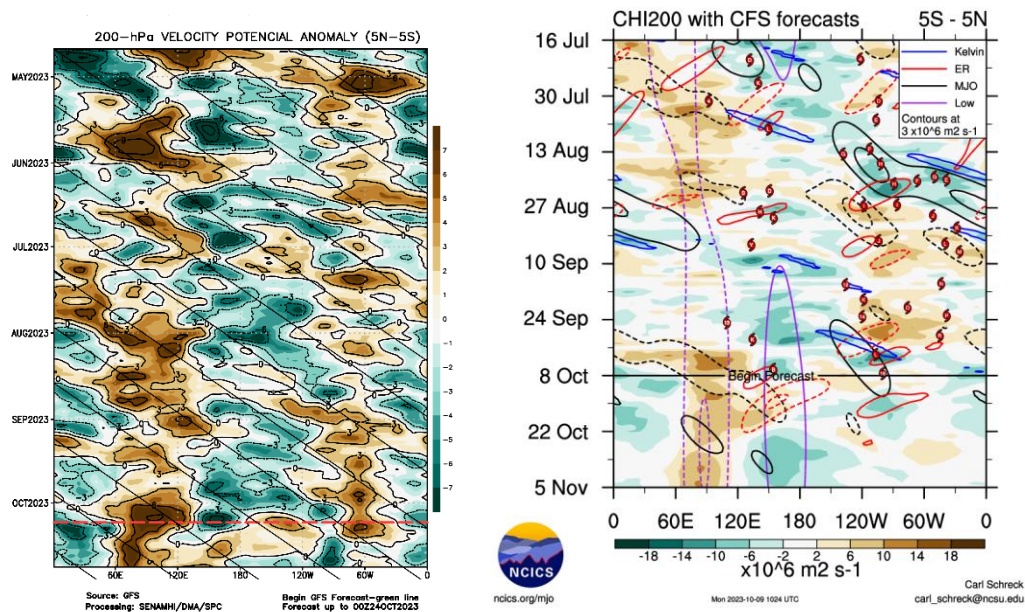 200-hPa VELOCITY POTENCIAL ANOMALY (5N-5S)
MAY2023
JUN2023
JUL2023
AUG2023
SEP2023
OCT2023
60E 120E 180 120W 60W 0
7
6
5
4
3
2
1
0
-1
-2
-3
-4
-5
-6
-7
Source: GFS
Processing: SENAMHI/DMA/SPC
Begin GFS Forecast-green line
Forecast up to 00Z24OCT2023
CHI200 with CFS forecasts 5S - 5N
16 Jul
30 Jul
13 Aug
27 Aug
10 Sep
24 Sep
8 Oct
22 Oct
5 Nov
Kelvin
ER
MJO
Low
Contours at
3 x10^6 m2 s-1
Begin Forecast
0 60E 120E 180 120W 60W 0
-18 -14 -10 -6 -2 2 6 10 14 18
x10^6 m2 s-1
NCICS
ncics.org/mjo
Mon 2023-10-09 1024 UTC
Carl Schreck
carl_schreck@ncsu.edu